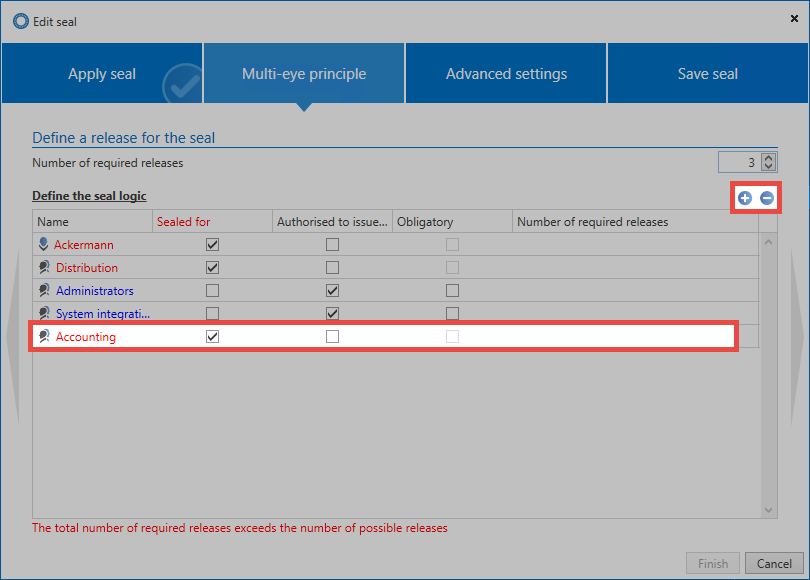 Edit seal
Apply seal Multi-eye principle Advanced settings Save seal
Define a release for the seal
Number of required releases 3
Define the seal logic
Name Sealed for Authorised to issue... Obligatory Number of required releases
Ackermann
Distribution
Administrators
System integrati...
Accounting
The total number of required releases exceeds the number of possible releases
Finish Cancel